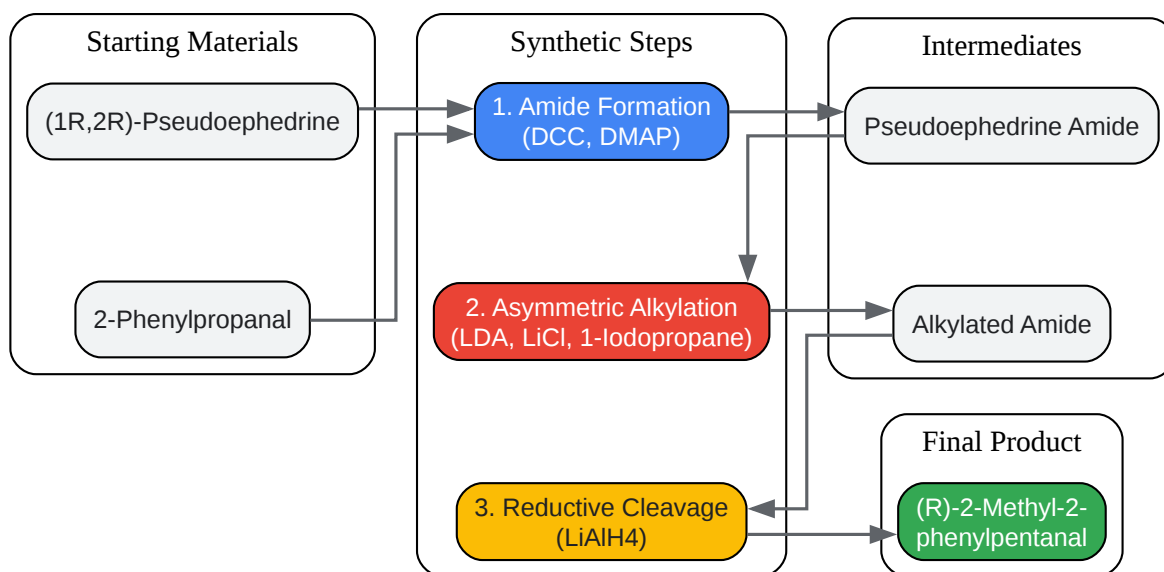 Starting Materials
(1R,2R)-Pseudoephedrine
2-Phenylpropanal
Synthetic Steps
1. Amide Formation
(DCC, DMAP)
2. Asymmetric Alkylation
(LDA, LiCl, 1-Iodopropane)
3. Reductive Cleavage
(LiAlH4)
Intermediates
Pseudoephedrine Amide
Alkylated Amide
Final Product
(R)-2-Methyl-2-
phenylpentanal